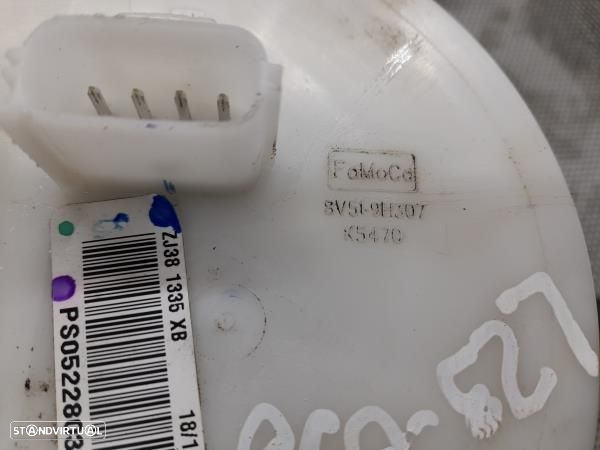 FoMoCo
8V51-9H307
K5470
ZJ38 1335 XB
PS05228
18/1
STANDVIRTUAL